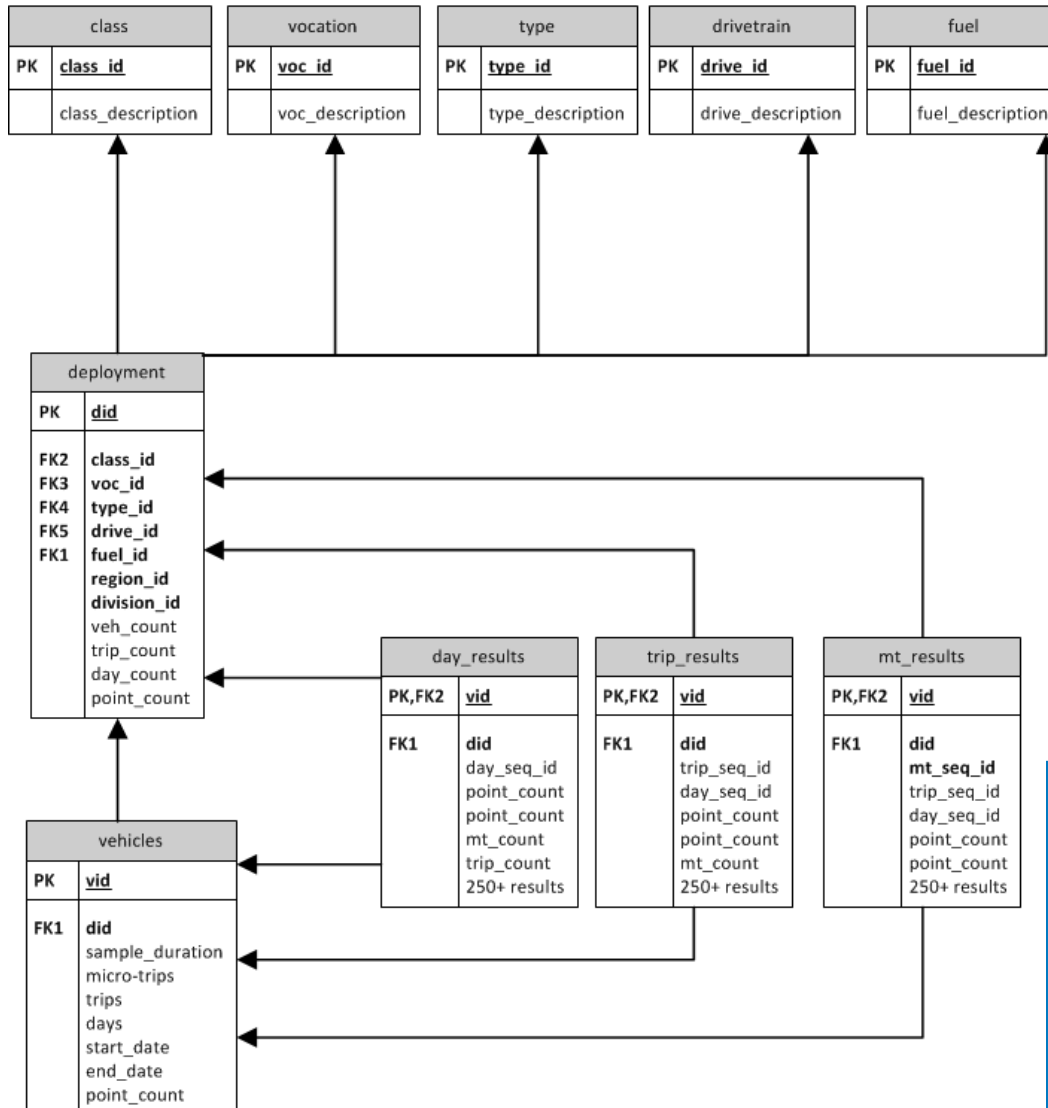 class
PK class_id
class_description
vocation
PK voc_id
voc_description
type
PK type_id
type_description
drivetrain
PK drive_id
drive_description
fuel
PK fuel_id
fuel_description
deployment
PK did
FK2 class_id
FK3 voc_id
FK4 type_id
FK5 drive_id
FK1 fuel_id
region_id
division_id
veh_count
trip_count
day_count
point_count
day_results
PK,FK2 vid
FK1 did
day_seq_id
point_count
point_count
mt_count
trip_count
250+ results
trip_results
PK,FK2 vid
FK1 did
trip_seq_id
day_seq_id
point_count
point_count
mt_count
250+ results
mt_results
PK,FK2 vid
FK1 did
mt_seq_id
trip_seq_id
day_seq_id
point_count
point_count
250+ results
vehicles
PK vid
FK1 did
sample_duration
micro-trips
trips
days
start_date
end_date
point_count